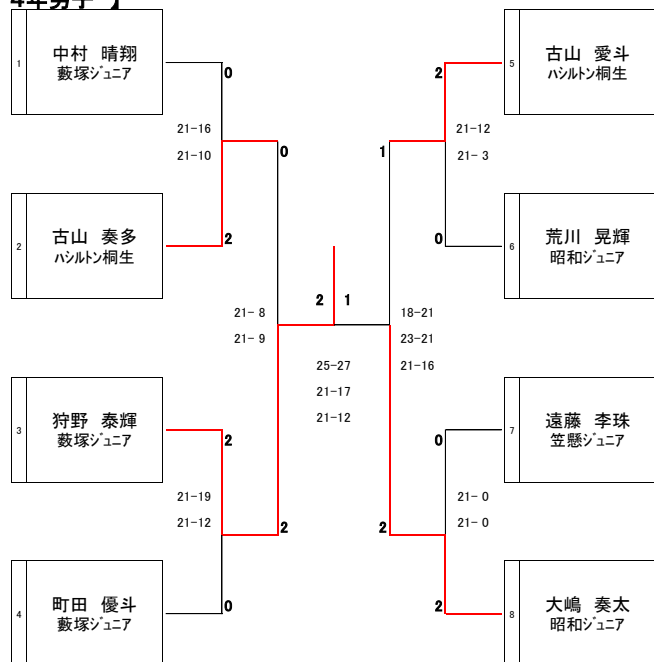 4年男子 】
1
中村 晴翔
藪塚ジュニア
2
古山 奏多
ハシルトン桐生
3
狩野 泰輝
藪塚ジュニア
4
町田 優斗
藪塚ジュニア
0
21-16
21-10
2
0
21- 8
21- 9
2
21-19
21-12
0
2
2 1
25-27
21-17
21-12
2
21-12
21- 3
0
1
18-21
23-21
21-16
0
21- 0
21- 0
2
2
5
古山 愛斗
ハシルトン桐生
6
荒川 晃輝
昭和ジュニア
7
遠藤 李珠
笠懸ジュニア
8
大嶋 奏太
昭和ジュニア